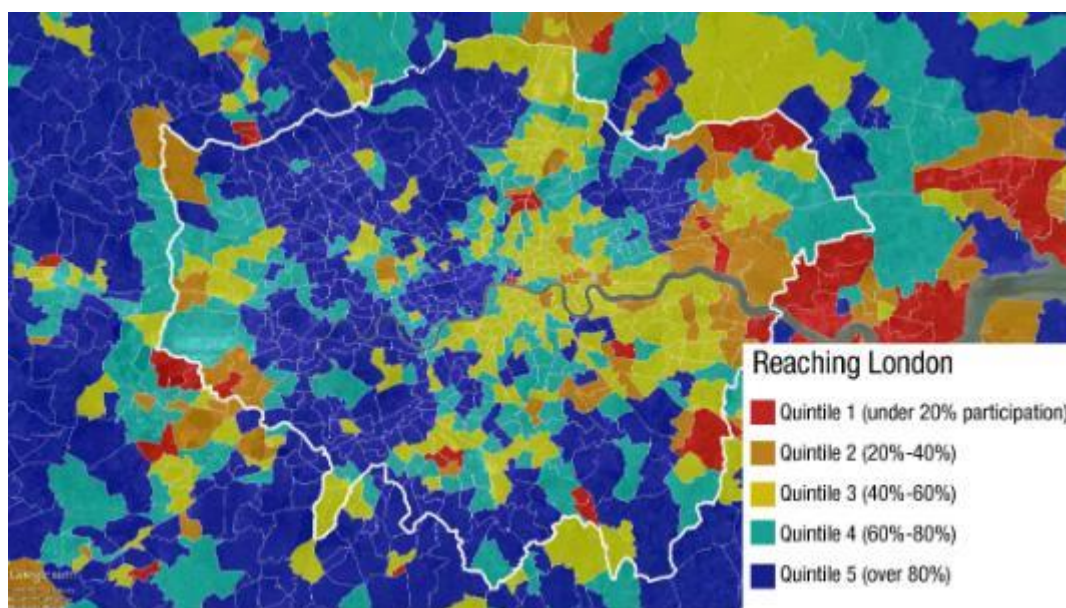 Reaching London
Quintile 1 (under 20% participation)
Quintile 2 (20%-40%)
Quintile 3 (40%-60%)
Quintile 4 (60%-80%)
Quintile 5 (over 80%)